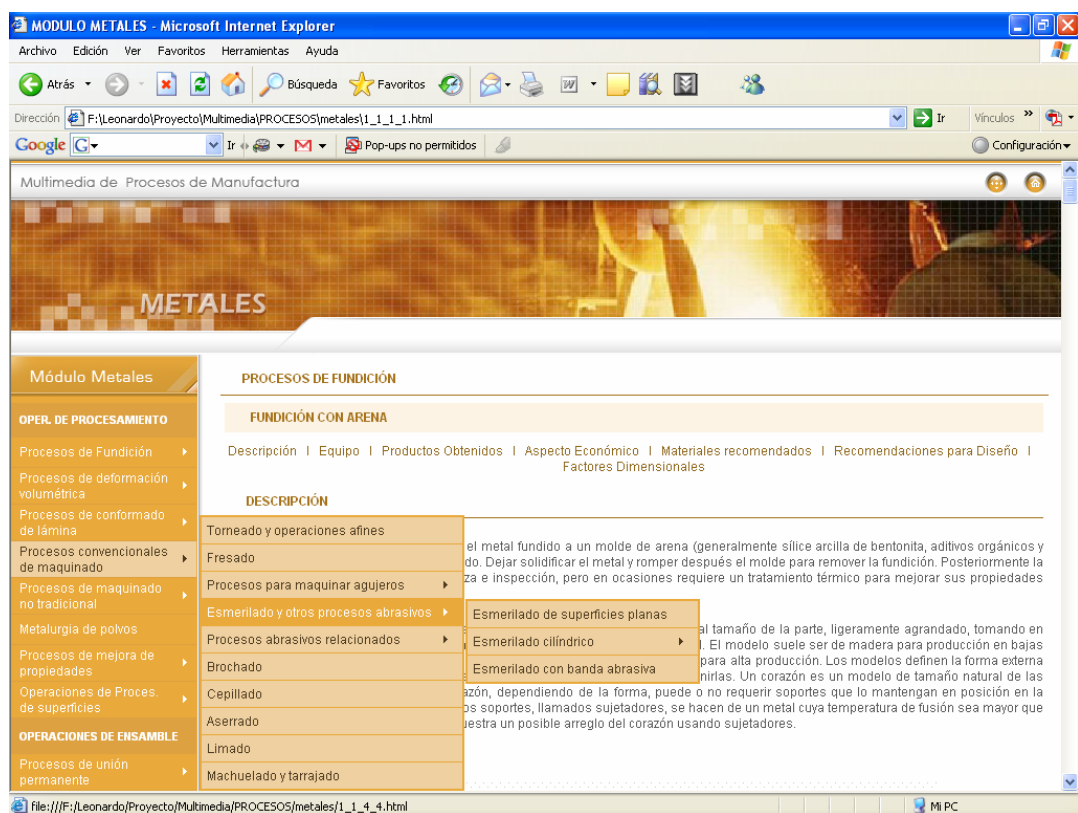 MODULO METALES - Microsoft Internet Explorer
Archivo Edición Ver Favoritos Herramientas Ayuda
Atrás Búsqueda Favoritos
Dirección F:\Leonardo\Proyecto\Multimedia\PROCESOS\metales\1_1_1_1.html Ir Vínculos »
Google G Ir Pop-ups no permitidos Configuración
Multimedia de Procesos de Manufactura
METALES
Módulo Metales
OPER. DE PROCESAMIENTO
Procesos de Fundición
Procesos de deformación
volumétrica
Procesos de conformado
de lámina
Procesos convencionales
de maquinado
Procesos de maquinado
no tradicional
Metalurgia de polvos
Procesos de mejora de
propiedades
Operaciones de Proces.
de superficies
OPERACIONES DE ENSAMBLE
Procesos de unión
permanente
Torneado y operaciones afines
Fresado
Procesos para maquinar agujeros
Esmerilado y otros procesos abrasivos
Procesos abrasivos relacionados
Brochado
Cepillado
Aserrado
Limado
Machuelado y tarrajado
Esmerilado de superficies planas
Esmerilado cilíndrico
Esmerilado con banda abrasiva
PROCESOS DE FUNDICIÓN
FUNDICIÓN CON ARENA
Descripción | Equipo | Productos Obtenidos | Aspecto Económico | Materiales recomendados | Recomendaciones para Diseño |
Factores Dimensionales
DESCRIPCIÓN
el metal fundido a un molde de arena (generalmente sílice arcilla de bentonita, aditivos orgánicos y
do. Dejar solidificar el metal y romper después el molde para remover la fundición. Posteriormente la
za e inspección, pero en ocasiones requiere un tratamiento térmico para mejorar sus propiedades
al tamaño de la parte, ligeramente agrandado, tomando en
l. El modelo suele ser de madera para producción en bajas
para alta producción. Los modelos definen la forma externa
nirlas. Un corazón es un modelo de tamaño natural de las
azón, dependiendo de la forma, puede o no requerir soportes que lo mantengan en posición en la
os soportes, llamados sujetadores, se hacen de un metal cuya temperatura de fusión sea mayor que
uestra un posible arreglo del corazón usando sujetadores.
file:///F:/Leonardo/Proyecto/Multimedia/PROCESOS/metales/1_1_4_4.html Mi PC